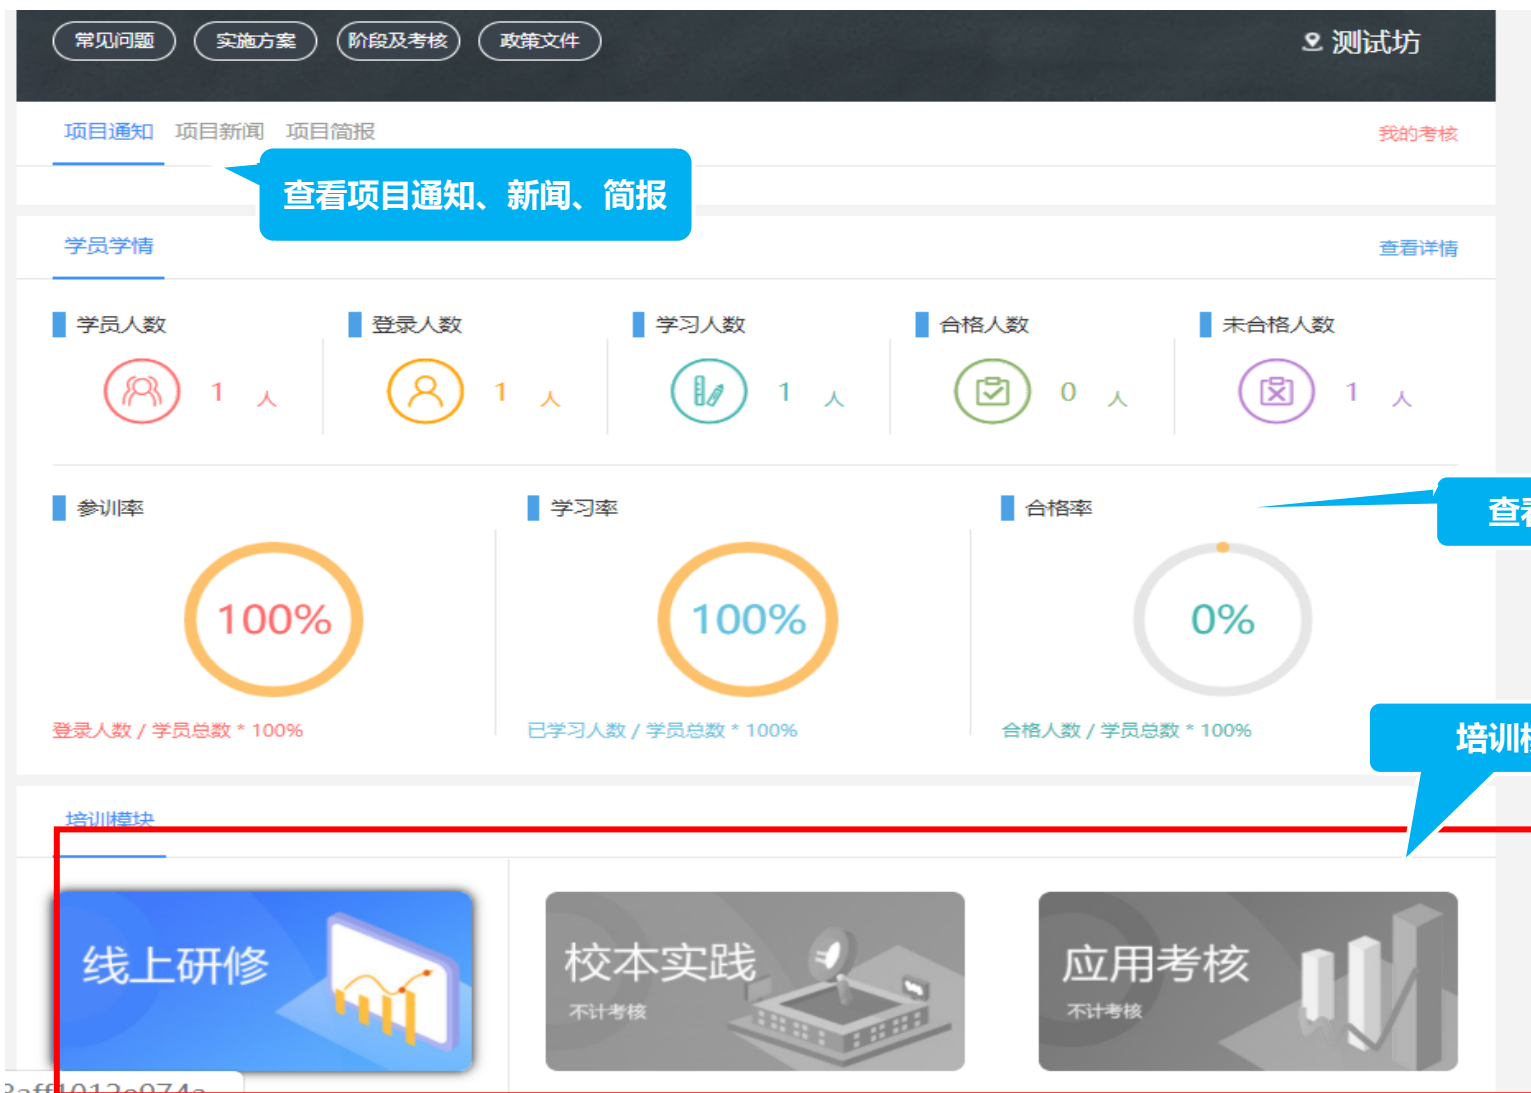 常见问题 实施方案 阶段及考核 政策文件 测试坊
项目通知 项目新闻 项目简报 我的考核
查看项目通知、新闻、简报
学员学情 查看详情
学员人数 登录人数 学习人数 合格人数 未合格人数
1 人 1 人 1 人 0 人 1 人
参训率 学习率 合格率
查看
100% 100% 0%
登录人数 / 学员总数 * 100% 已学习人数 / 学员总数 * 100% 合格人数 / 学员总数 * 100%
培训模
培训模块
线上研修 校本实践 应用考核
不计考核 不计考核